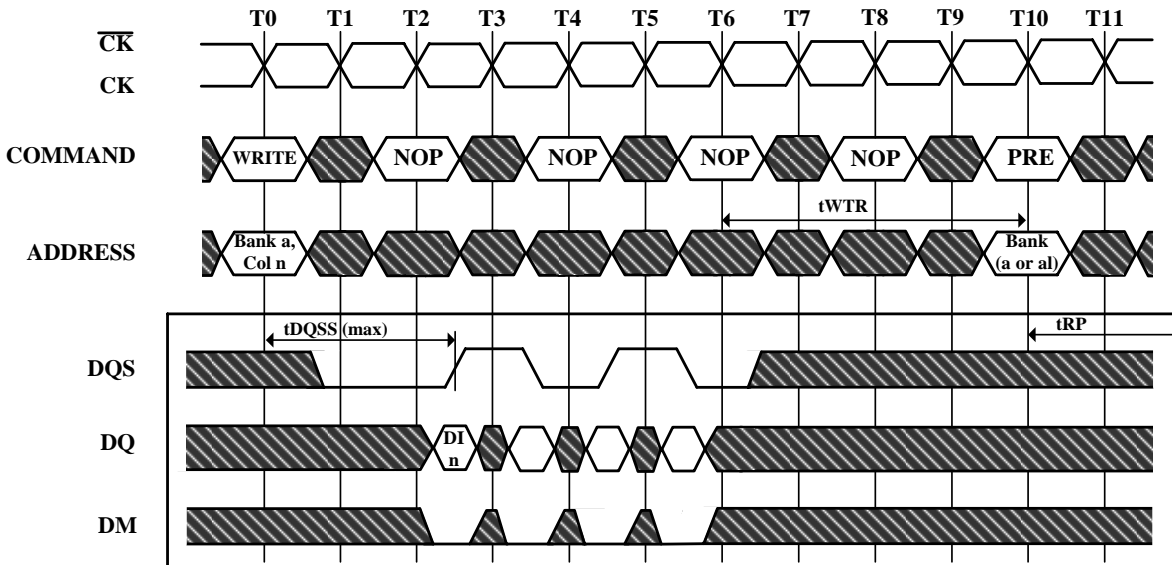 T0 T1 T2 T3 T4 T5 T6 T7 T8 T9 T10 T11
CK
CK
COMMAND
WRITE NOP NOP NOP NOP PRE
tWTR
ADDRESS
Bank a,
Col n
Bank
(a or al)
tDQSS (max)
tRP
DQS
DQ
DI
n
DM